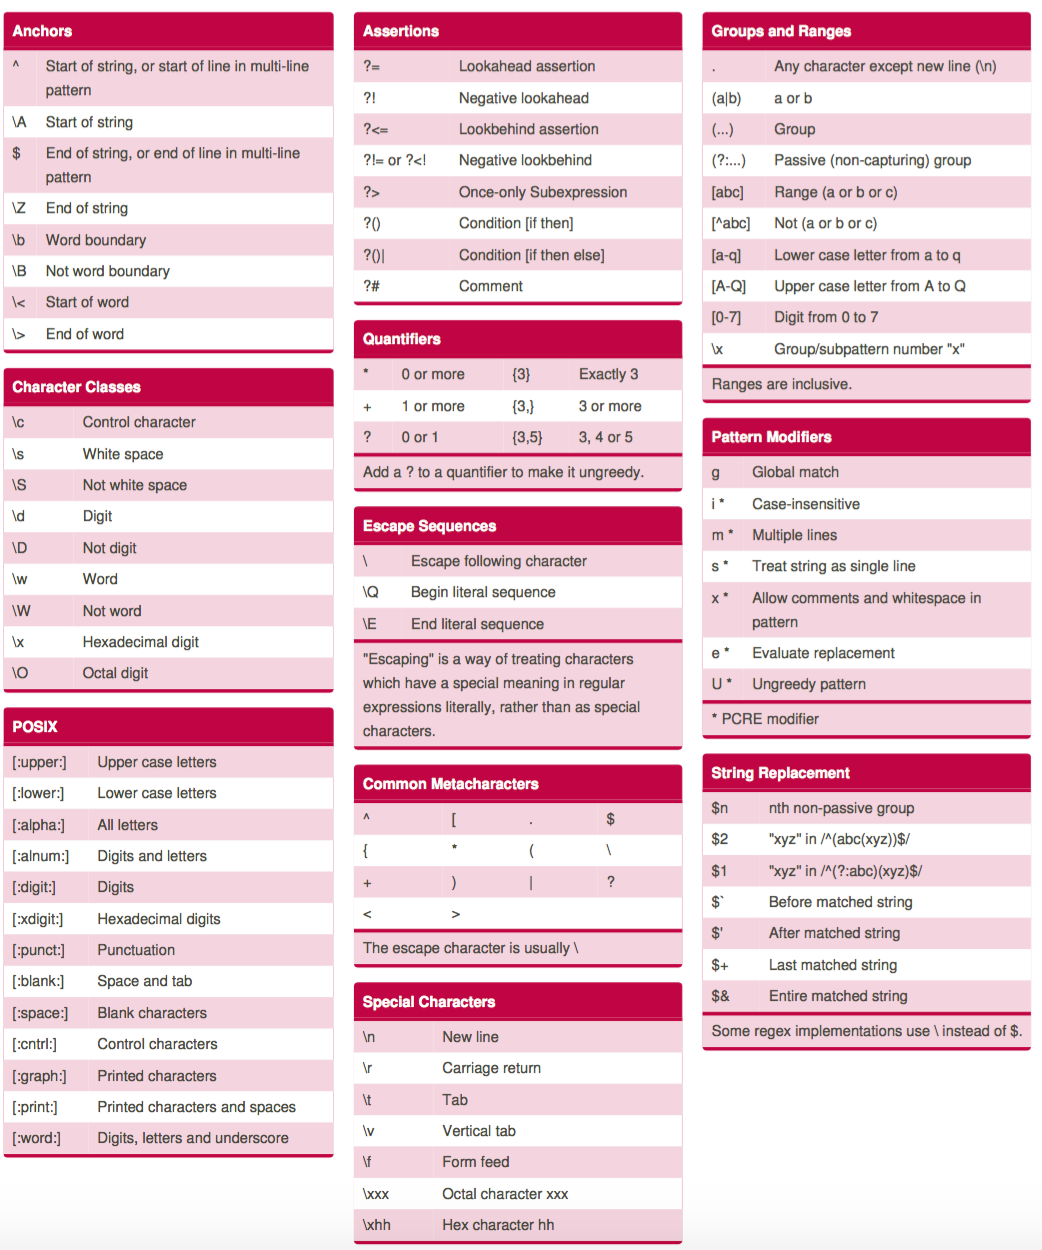 Anchors
^ Start of string, or start of line in multi-line
pattern
\A Start of string
$ End of string, or end of line in multi-line
pattern
\Z End of string
\b Word boundary
\B Not word boundary
\< Start of word
\> End of word
Character Classes
\c Control character
\s White space
\S Not white space
\d Digit
\D Not digit
\w Word
\W Not word
\x Hexadecimal digit
\O Octal digit
POSIX
[:upper:] Upper case letters
[:lower:] Lower case letters
[:alpha:] All letters
[:alnum:] Digits and letters
[:digit:] Digits
[:xdigit:] Hexadecimal digits
[:punct:] Punctuation
[:blank:] Space and tab
[:space:] Blank characters
[:cntrl:] Control characters
[:graph:] Printed characters
[:print:] Printed characters and spaces
[:word:] Digits, letters and underscore
Assertions
?= Lookahead assertion
?! Negative lookahead
?<= Lookbehind assertion
?!= or ?<! Negative lookbehind
?> Once-only Subexpression
?() Condition [if then]
?()| Condition [if then else]
?# Comment
Quantifiers
* 0 or more {3} Exactly 3
+ 1 or more {3,} 3 or more
? 0 or 1 {3,5} 3, 4 or 5
Add a ? to a quantifier to make it ungreedy.
Escape Sequences
\ Escape following character
\Q Begin literal sequence
\E End literal sequence
"Escaping" is a way of treating characters
which have a special meaning in regular
expressions literally, rather than as special
characters.
Common Metacharacters
^ [ . $
{ * ( \
+ ) | ?
< >
The escape character is usually \
Special Characters
\n New line
\r Carriage return
\t Tab
\v Vertical tab
\f Form feed
\xxx Octal character xxx
\xhh Hex character hh
Groups and Ranges
. Any character except new line (\n)
(a|b) a or b
(...) Group
(?:...) Passive (non-capturing) group
[abc] Range (a or b or c)
[^abc] Not (a or b or c)
[a-q] Lower case letter from a to q
[A-Q] Upper case letter from A to Q
[0-7] Digit from 0 to 7
\x Group/subpattern number "x"
Ranges are inclusive.
Pattern Modifiers
g Global match
i * Case-insensitive
m * Multiple lines
s * Treat string as single line
x * Allow comments and whitespace in
pattern
e * Evaluate replacement
U * Ungreedy pattern
* PCRE modifier
String Replacement
$n nth non-passive group
$2 "xyz" in /^(abc(xyz))$/
$1 "xyz" in /^(?:abc)(xyz)$/
$` Before matched string
$' After matched string
$+ Last matched string
$& Entire matched string
Some regex implementations use \ instead of $.